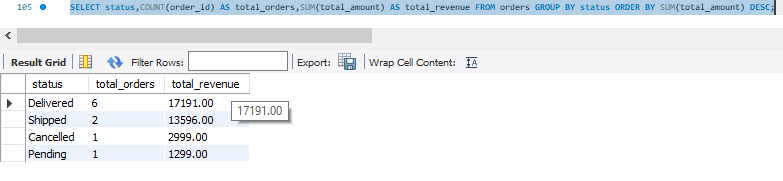 105 SELECT status,COUNT(order_id) AS total_orders,SUM(total_amount) AS total_revenue FROM orders GROUP BY status ORDER BY SUM(total_amount) DESC;
Result Grid Filter Rows: Export: Wrap Cell Content: IA
status total_orders total_revenue
Delivered 6 17191.00
17191.00
Shipped 2 13596.00
Cancelled 1 2999.00
Pending 1 1299.00